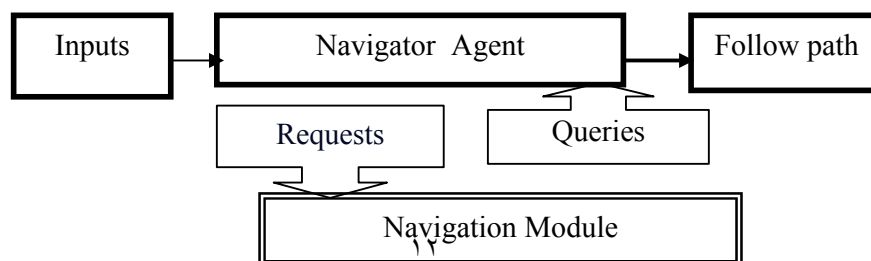 Inputs
Navigator Agent
Follow path
Requests
Queries
Navigation Module
١٢